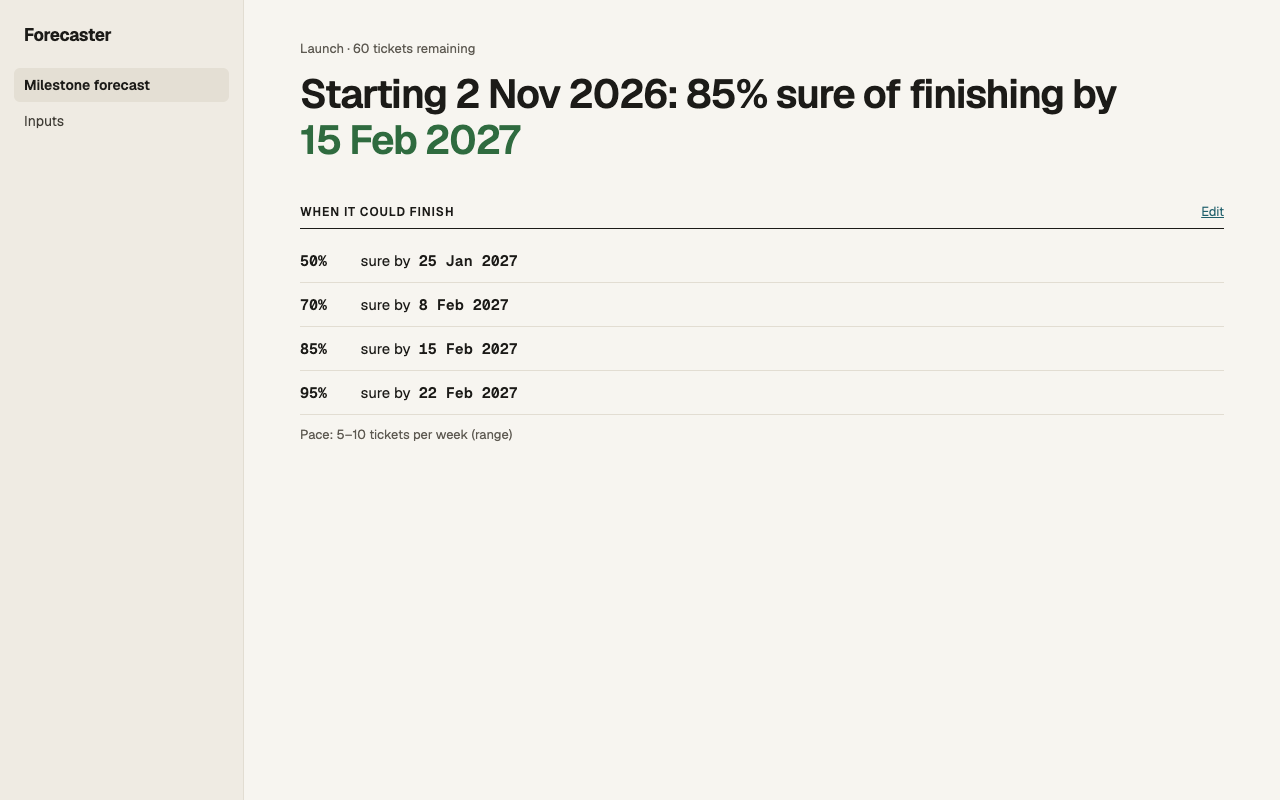 Forecaster
Milestone forecast
Inputs
Launch · 60 tickets remaining
Starting 2 Nov 2026: 85% sure of finishing by
15 Feb 2027
WHEN IT COULD FINISH
Edit
50% sure by 25 Jan 2027
70% sure by 8 Feb 2027
85% sure by 15 Feb 2027
95% sure by 22 Feb 2027
Pace: 5–10 tickets per week (range)